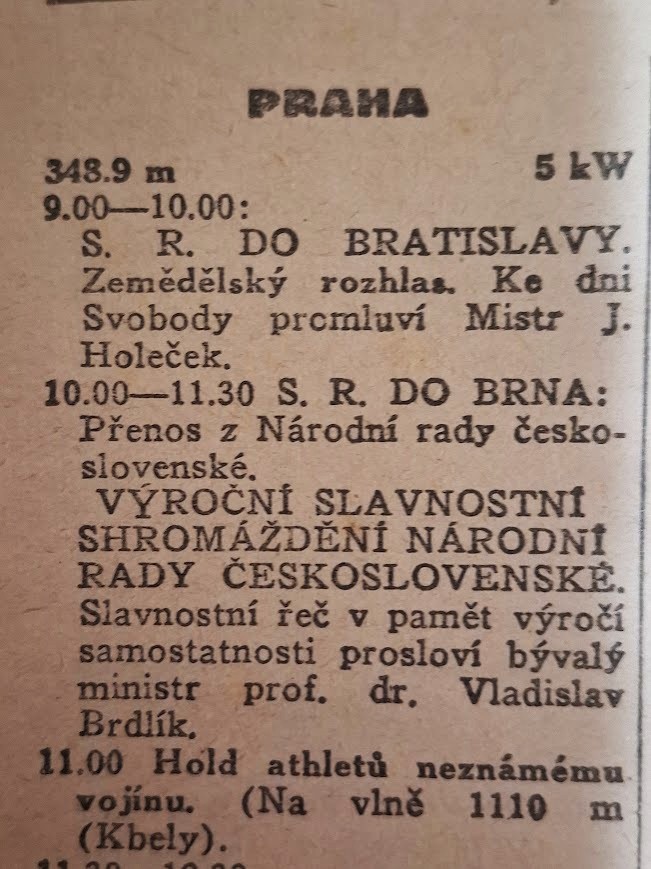 PRAHA
348.9 m 5 kW
9.00—10.00:
S. R. DO BRATISLAVY.
Zemědělský rozhlas. Ke dni
Svobody prcmluví Mistr J.
Holeček.
10.00—11.30 S. R. DO BRNA:
Přenos z Národní rady česko-
slovenské.
VÝROČNÍ SLAVNOSTNÍ
SHROMÁŽDĚNÍ NÁRODNÍ
RADY ČESKOSLOVENSKÉ.
Slavnostní řeč v pamět výročí
samostatnosti prosloví bývalý
ministr prof. dr. Vladislav
Brdlík.
11.00 Hold athletů neznámému
vojínu. (Na vlně 1110 m
(Kbely).